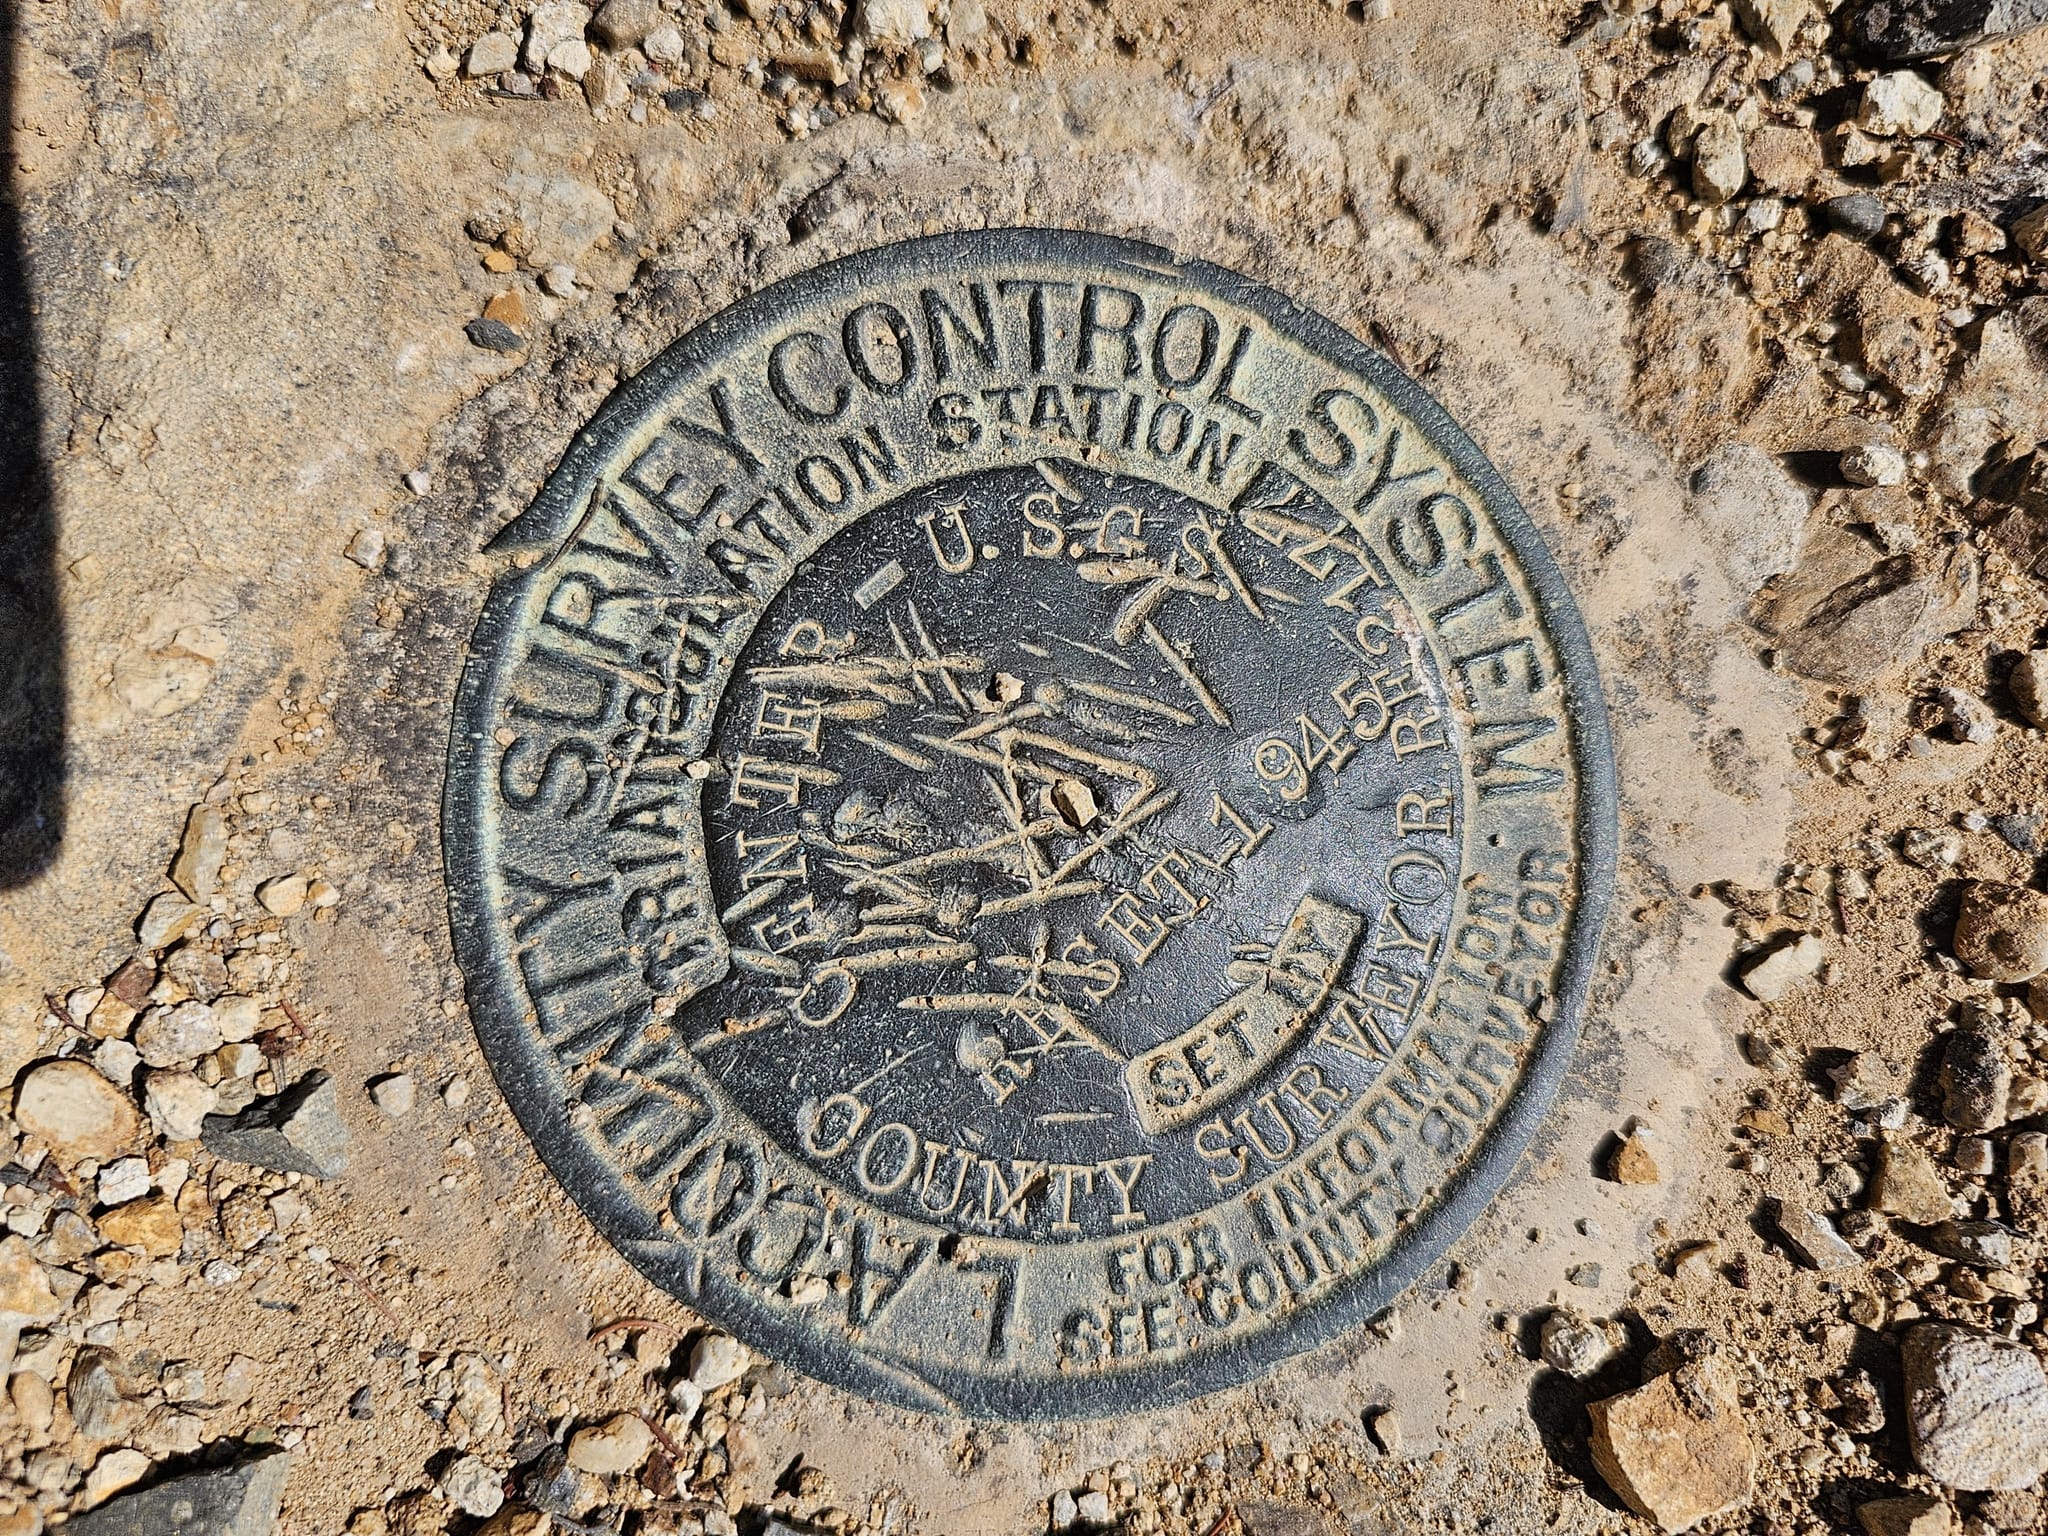 L.A. COUNTY SURVEY CONTROL SYSTEM
TRIANGULATION STATION
CENTER - U.S.G.S.
RESET 1945
SET BY
COUNTY SURVEYOR
FOR INFORMATION
SEE COUNTY SURVEYOR